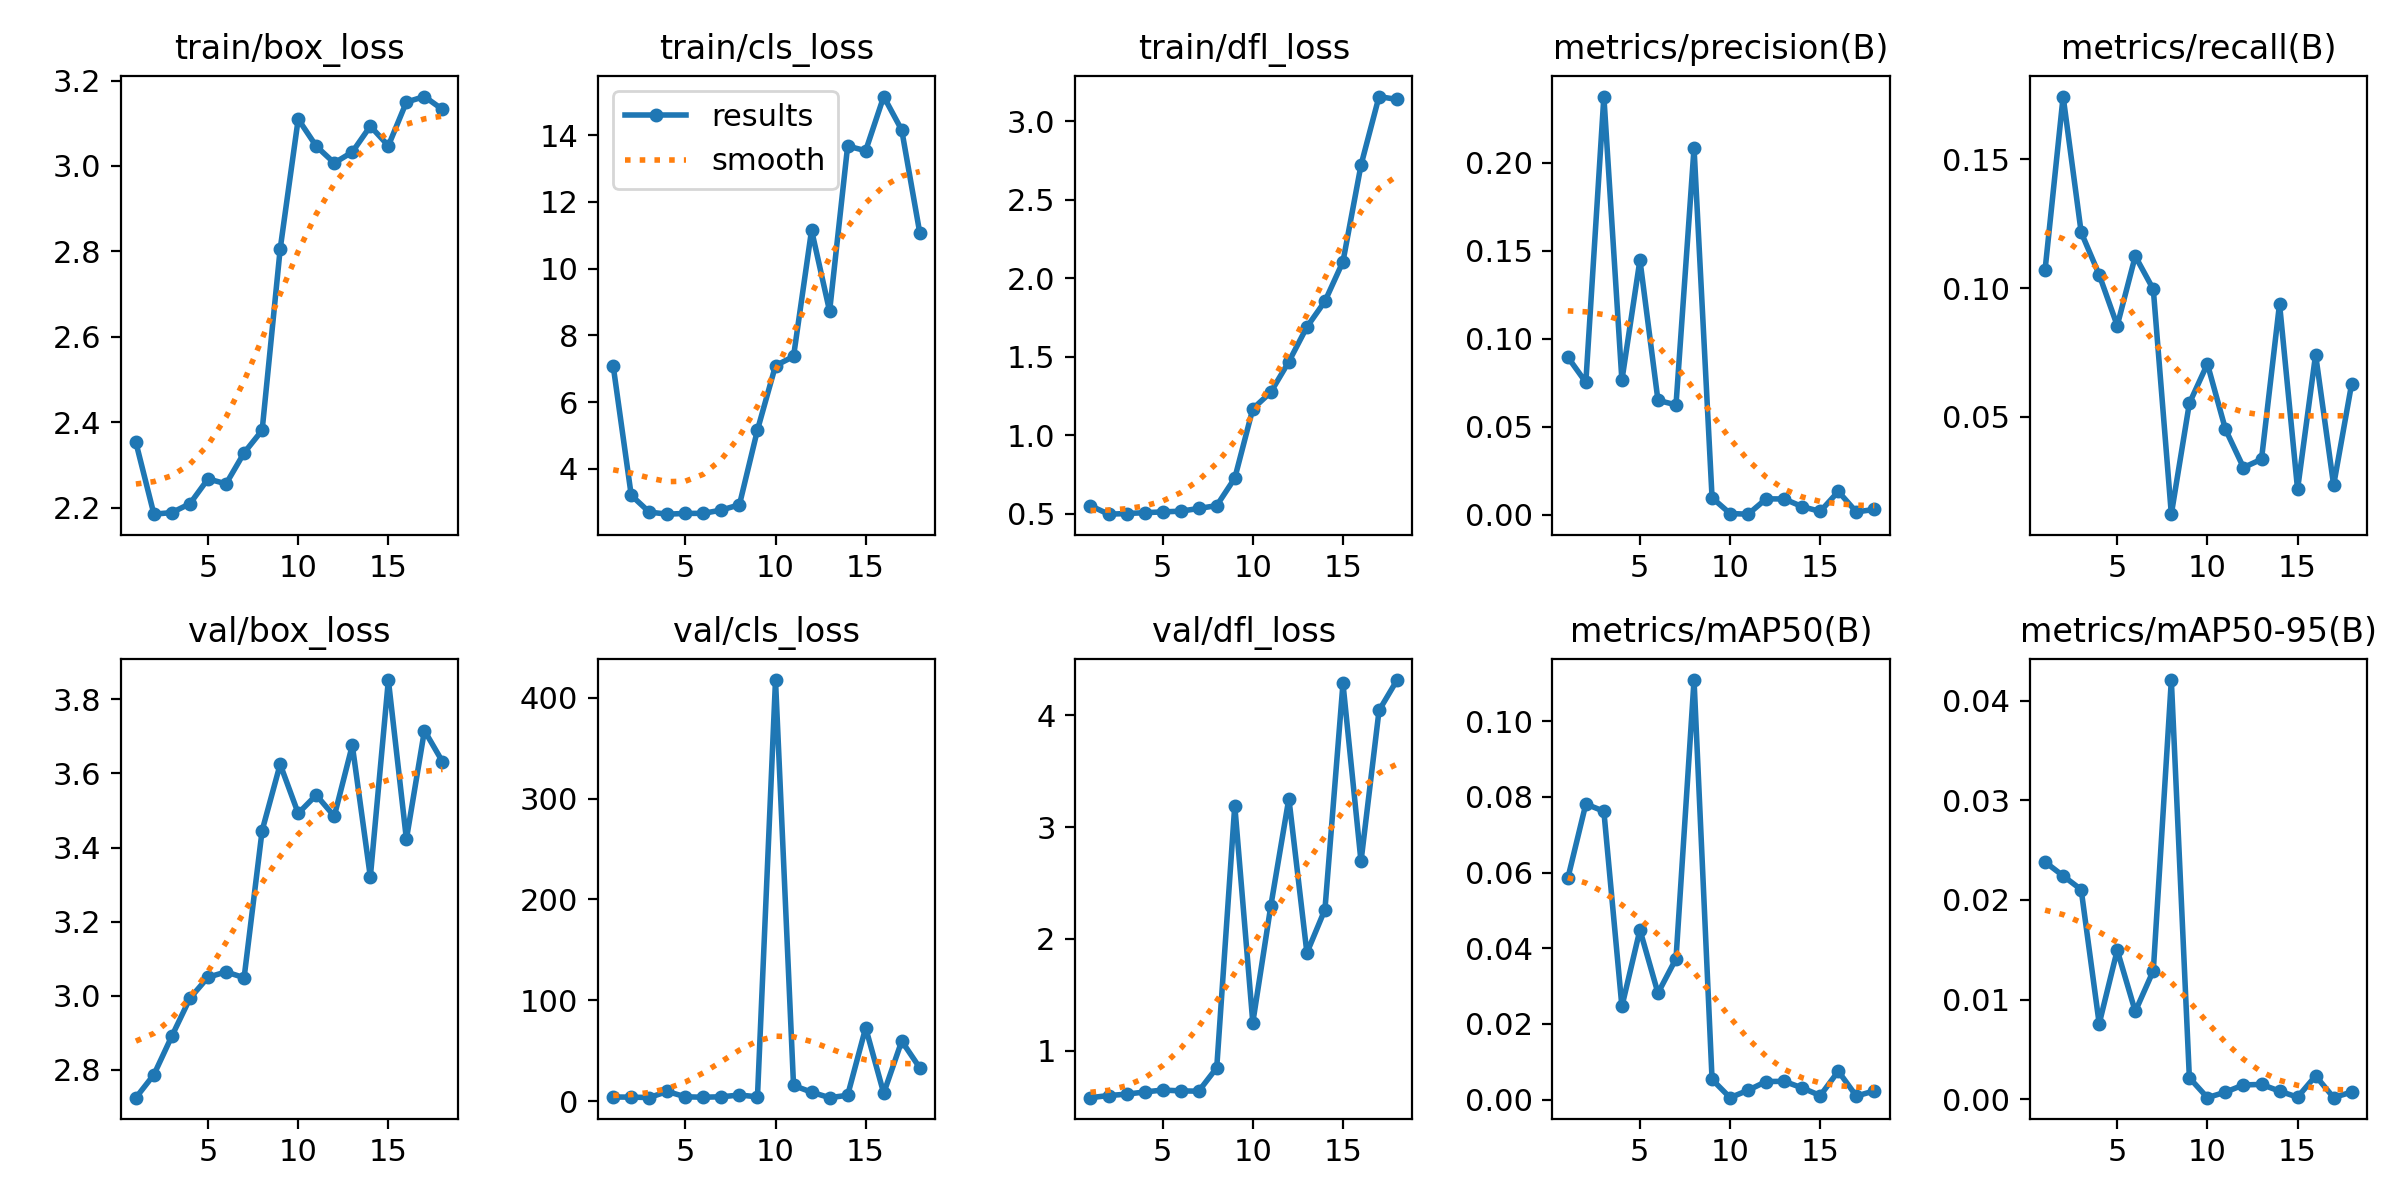 train/box_loss
3.2
3.0
2.8
2.6
2.4
2.2
5 10 15
train/cls_loss
results
smooth
14
12
10
8
6
4
5 10 15
train/dfl_loss
3.0
2.5
2.0
1.5
1.0
0.5
5 10 15
metrics/precision(B)
0.20
0.15
0.10
0.05
0.00
5 10 15
metrics/recall(B)
0.15
0.10
0.05
5 10 15
val/box_loss
3.8
3.6
3.4
3.2
3.0
2.8
5 10 15
val/cls_loss
400
300
200
100
0
5 10 15
val/dfl_loss
4
3
2
1
5 10 15
metrics/mAP50(B)
0.10
0.08
0.06
0.04
0.02
0.00
5 10 15
metrics/mAP50-95(B)
0.04
0.03
0.02
0.01
0.00
5 10 15